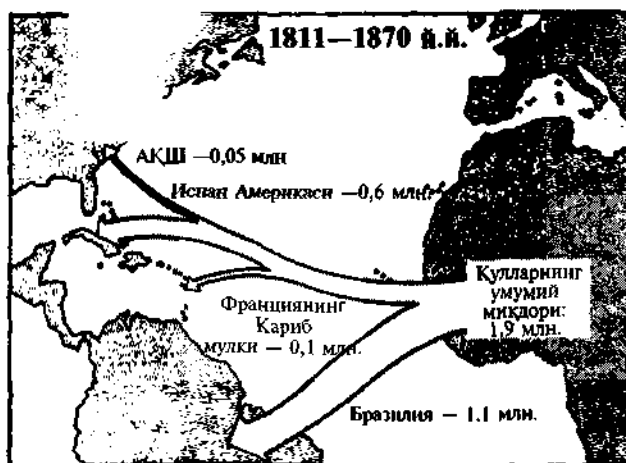 1811—1870 й.й.
АҚШ —0,05 млн
Испан Америкаси —0,6 млн.
Қулларнинг
умумий
миқдори:
1,9 млн.
Франциянинг
Кариб
мулки — 0,1 млн.
Бразилия — 1,1 млн.